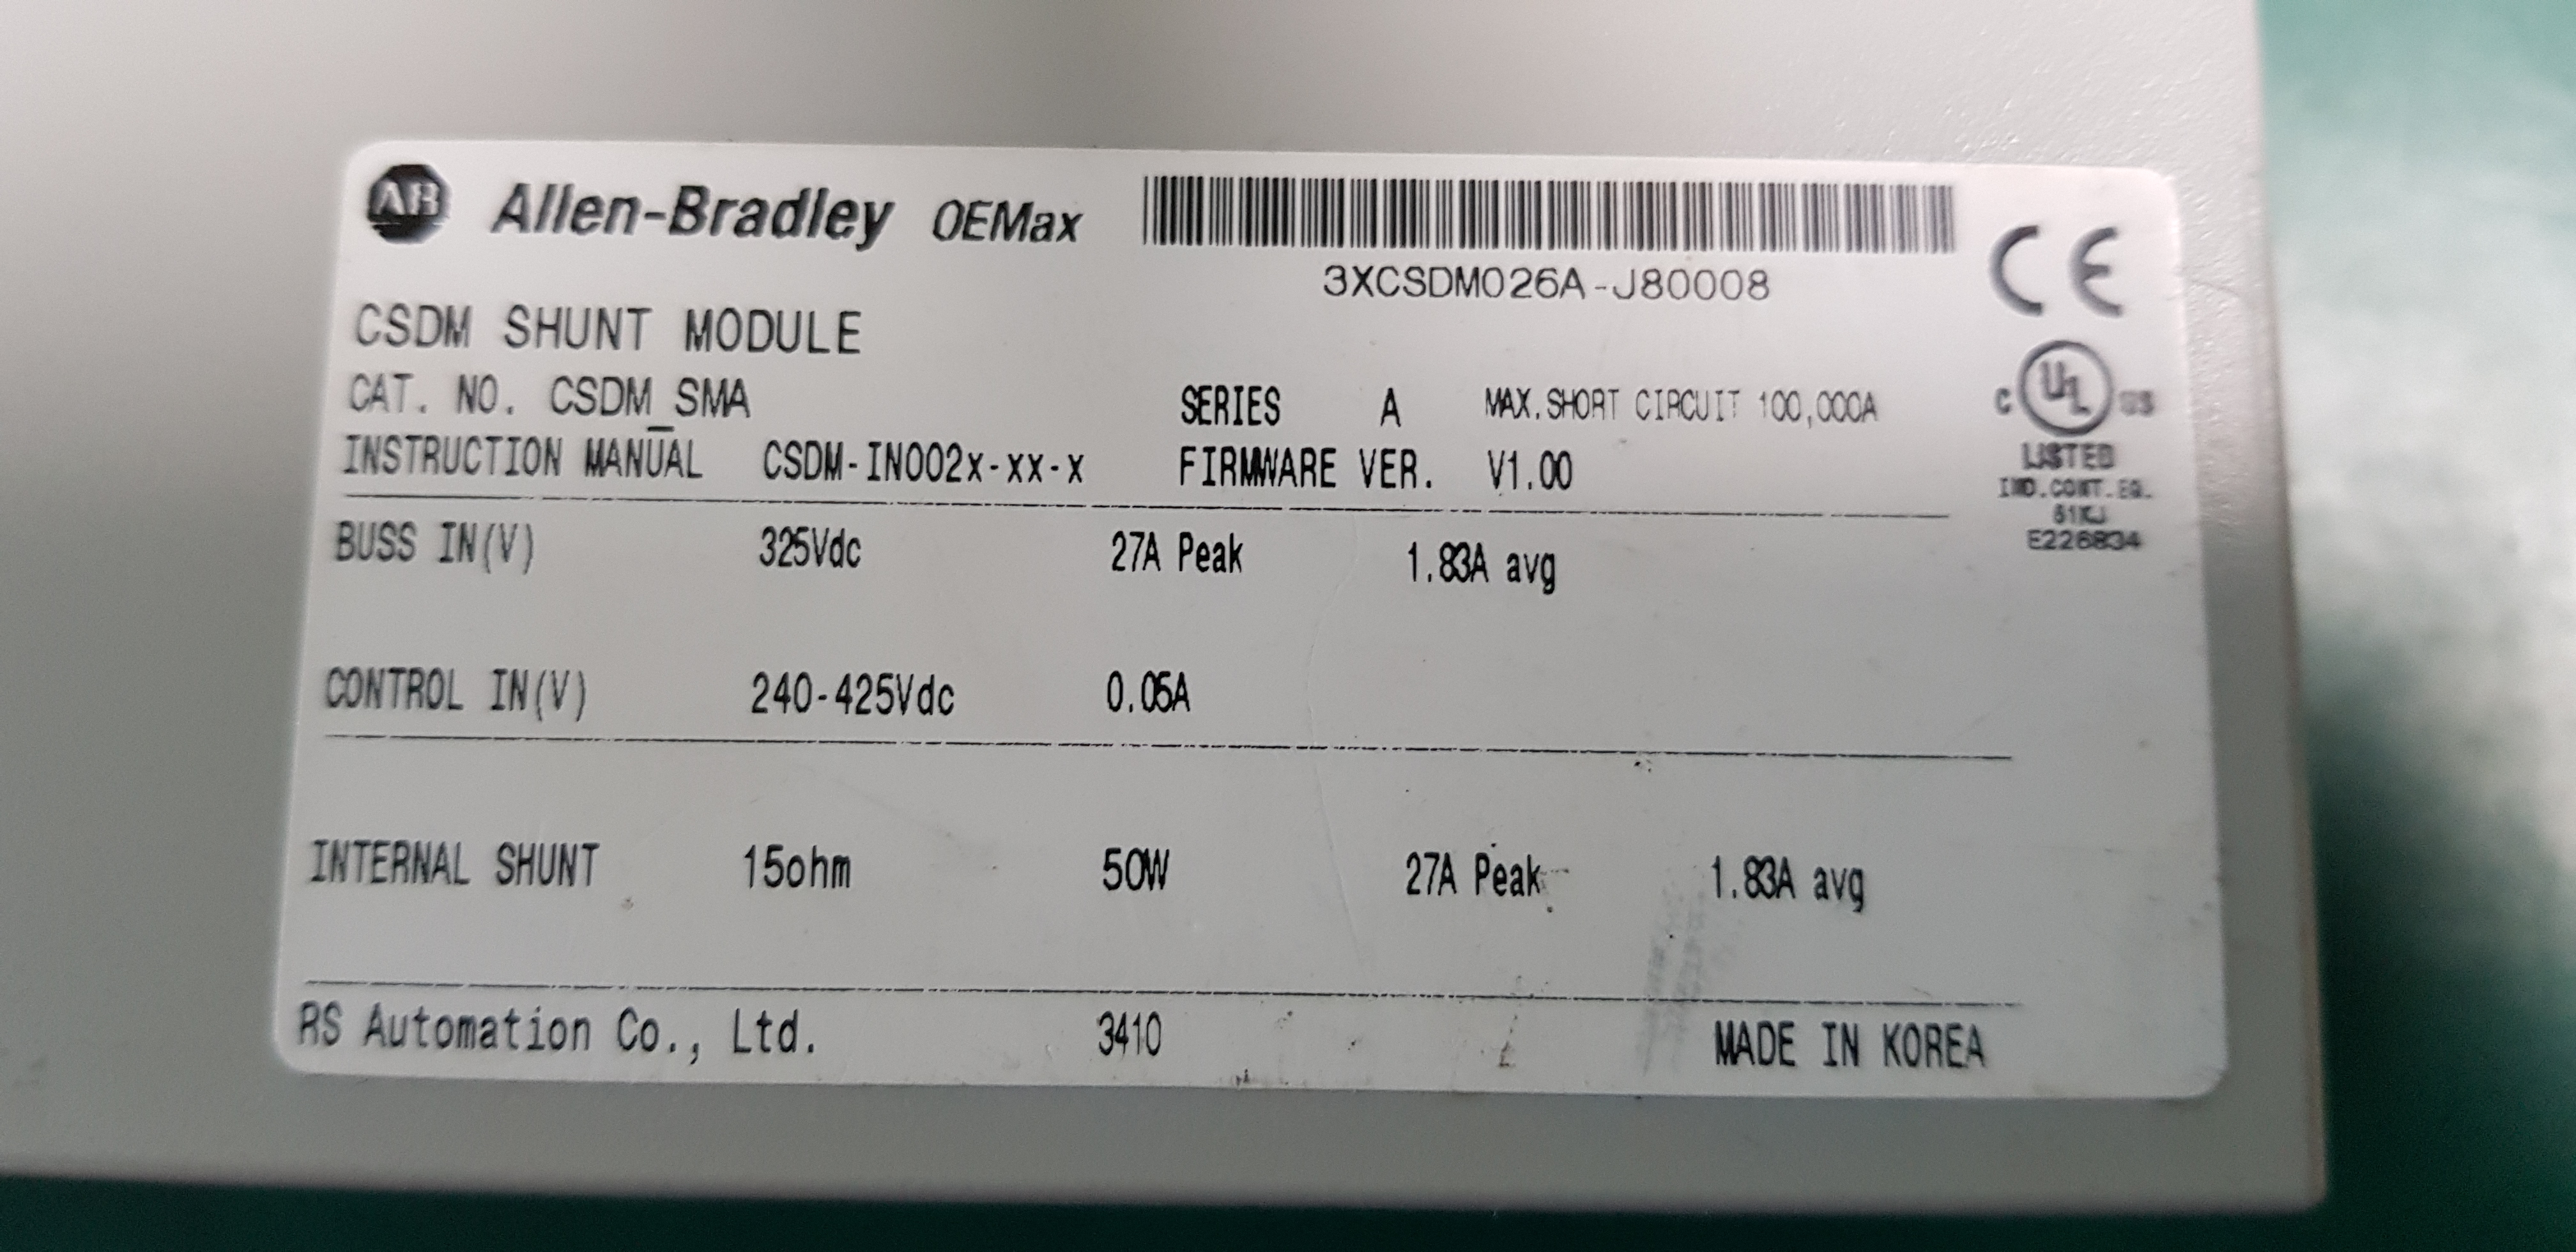 AB Allen-Bradley OEMax
3XCSDM026A-J80008
CE
CSDM SHUNT MODULE
CAT. NO. CSDM_SMA SERIES A MAX.SHORT CIRCUIT 100,000A
C UL US
INSTRUCTION MANUAL CSDM-IN002x-xx-x FIRMWARE VER. V1.00
LISTED
IND.CONT.EQ.
E226834
BUSS IN(V) 325Vdc 27A Peak 1.83A avg
CONTROL IN(V) 240-425Vdc 0.05A
INTERNAL SHUNT 15ohm 50W 27A Peak 1.83A avg
RS Automation Co., Ltd. 3410 MADE IN KOREA